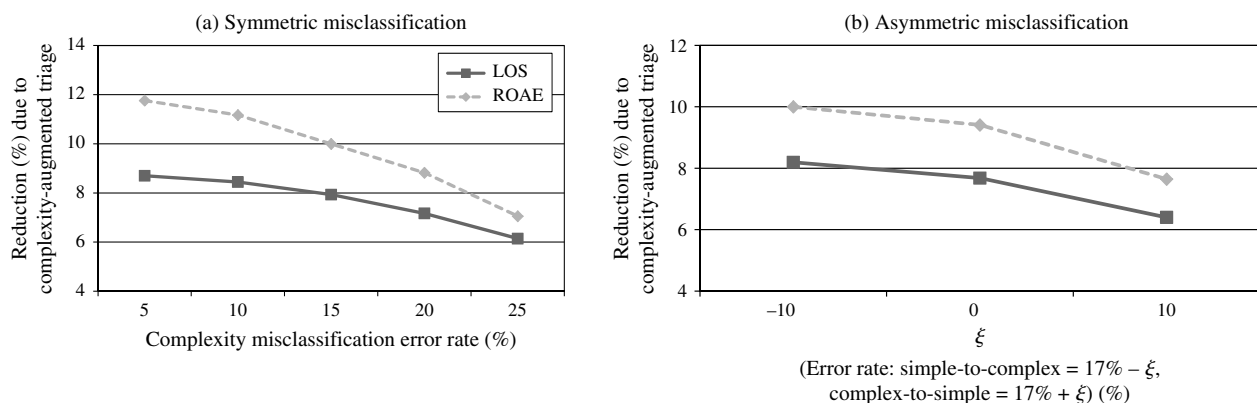 (a) Symmetric misclassification
Reduction (%) due to
complexity-augmented triage
14
12
10
8
6
4
LOS
ROAE
5
10
15
20
25
Complexity misclassification error rate (%)
(b) Asymmetric misclassification
Reduction (%) due to
complexity-augmented triage
12
10
8
6
4
–10
0
10
ξ
(Error rate: simple-to-complex = 17% – ξ,
complex-to-simple = 17% + ξ) (%)